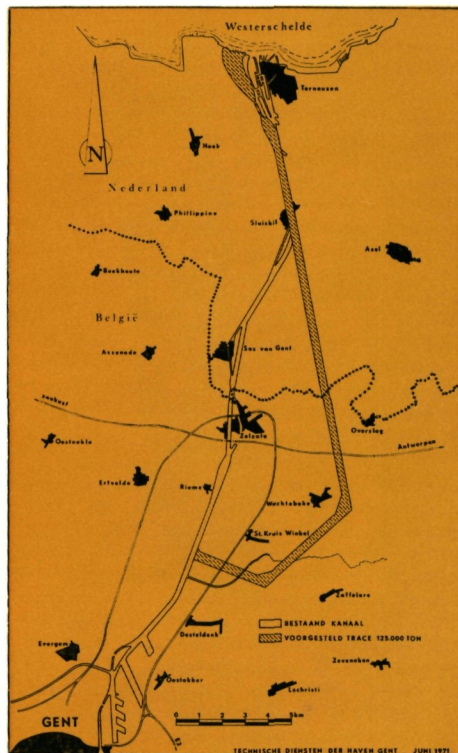 Westerschelde
Terneuzen
Hoek
N
Nederland
Phillippine
Sluiskil
Axel
Boekhoute
België
Assenede
Sas van Gent
Zelzate
Overslag
Antwerpen
Oosteeklo
Ertvelde
Rieme
Wachtebeke
St. Kruis Winkel
Zaffelare
BESTAAND KANAAL
Desteldonk
VOORGESTELD TRACE 125.000 TON
Evergem
Zeveneken
Oostakker
Lochristi
GENT
0 1 2 3 4 5km
TECHNISCHE DIENSTEN DER HAVEN GENT JUNI 1971